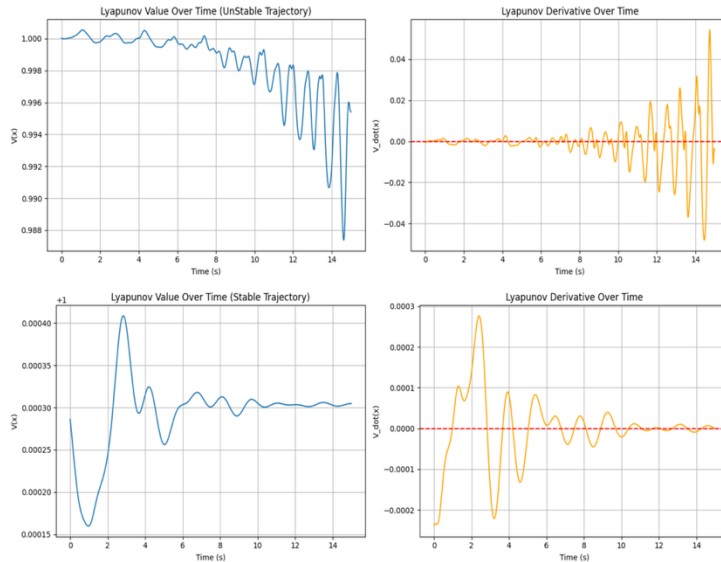 Lyapunov Value Over Time (UnStable Trajectory)
1.000
0.998
0.996
0.994
0.992
0.990
0.988
V(x)
0 2 4 6 8 10 12 14
Time (s)
Lyapunov Derivative Over Time
0.04
0.02
0.00
−0.02
−0.04
V_dot(x)
0 2 4 6 8 10 12 14
Time (s)
Lyapunov Value Over Time (Stable Trajectory)
+1
0.00040
0.00035
0.00030
0.00025
0.00020
0.00015
V(x)
0 2 4 6 8 10 12 14
Time (s)
Lyapunov Derivative Over Time
0.0003
0.0002
0.0001
0.0000
−0.0001
−0.0002
V_dot(x)
0 2 4 6 8 10 12 14
Time (s)